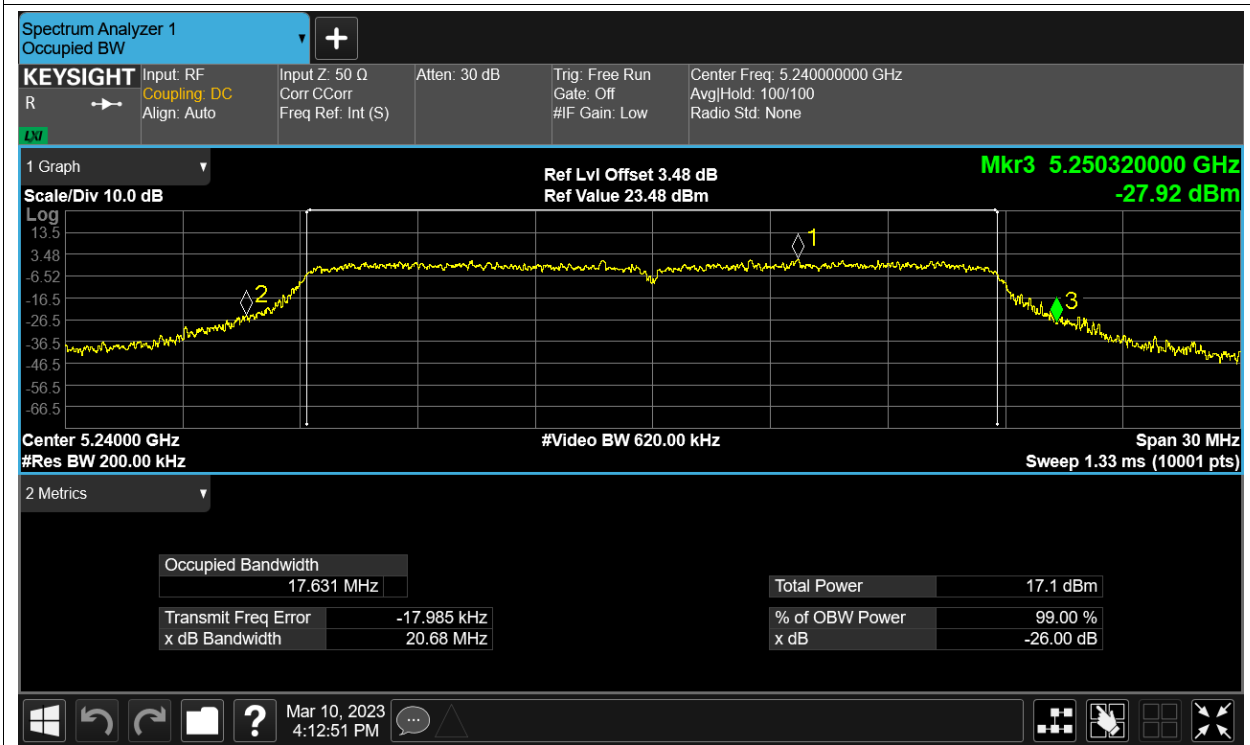 Spectrum Analyzer 1
Occupied BW
KEYSIGHT
R
LXI
Input: RF
Coupling: DC
Align: Auto
Input Z: 50 Ω
Corr CCorr
Freq Ref: Int (S)
Atten: 30 dB
Trig: Free Run
Gate: Off
#IF Gain: Low
Center Freq: 5.240000000 GHz
Avg|Hold: 100/100
Radio Std: None
1 Graph
Scale/Div 10.0 dB
Ref Lvl Offset 3.48 dB
Ref Value 23.48 dBm
Mkr3 5.250320000 GHz
-27.92 dBm
Log
13.5
3.48
-6.52
-16.5
-26.5
-36.5
-46.5
-56.5
-66.5
1
2
3
Center 5.24000 GHz
#Video BW 620.00 kHz
Span 30 MHz
#Res BW 200.00 kHz
Sweep 1.33 ms (10001 pts)
2 Metrics
Occupied Bandwidth
17.631 MHz
Transmit Freq Error -17.985 kHz
x dB Bandwidth 20.68 MHz
Total Power 17.1 dBm
% of OBW Power 99.00 %
x dB -26.00 dB
?
Mar 10, 2023
4:12:51 PM